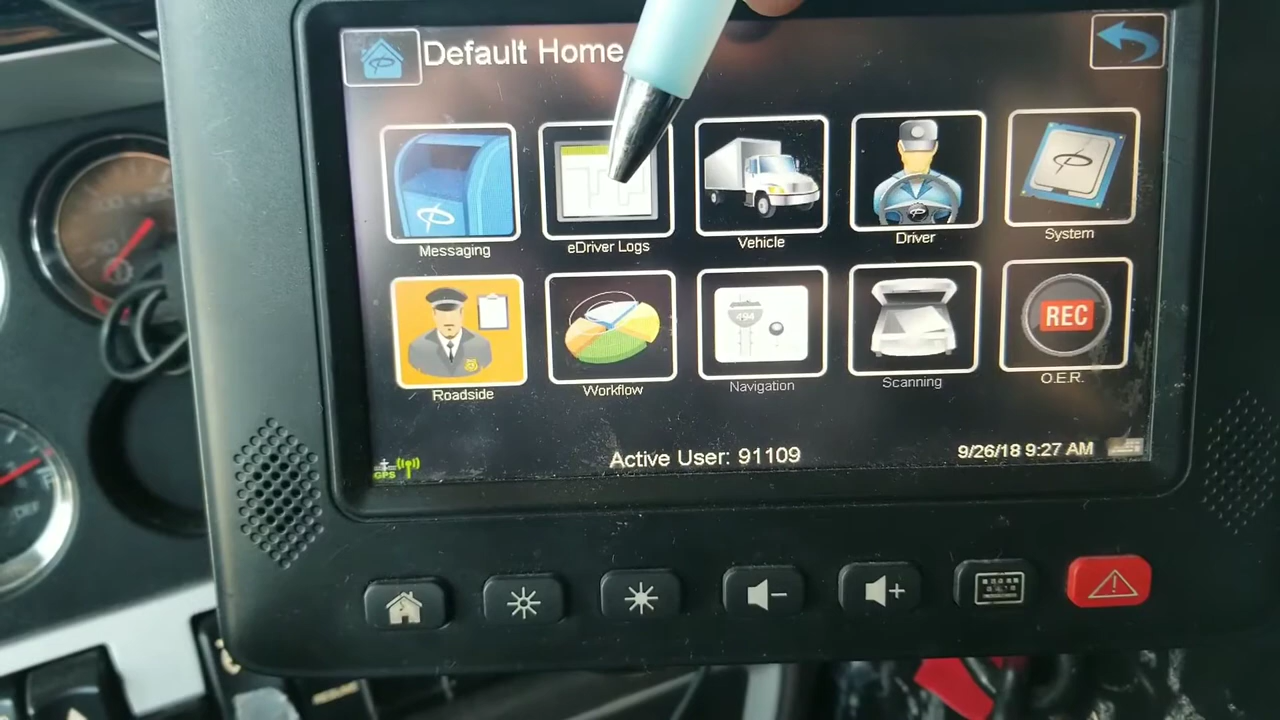 Default Home
Messaging
eDriver Logs
Vehicle
Driver
System
494
REC
Roadside
Workflow
Navigation
Scanning
O.E.R.
GPS
Active User: 91109
9/26/18 9:27 AM
DEF